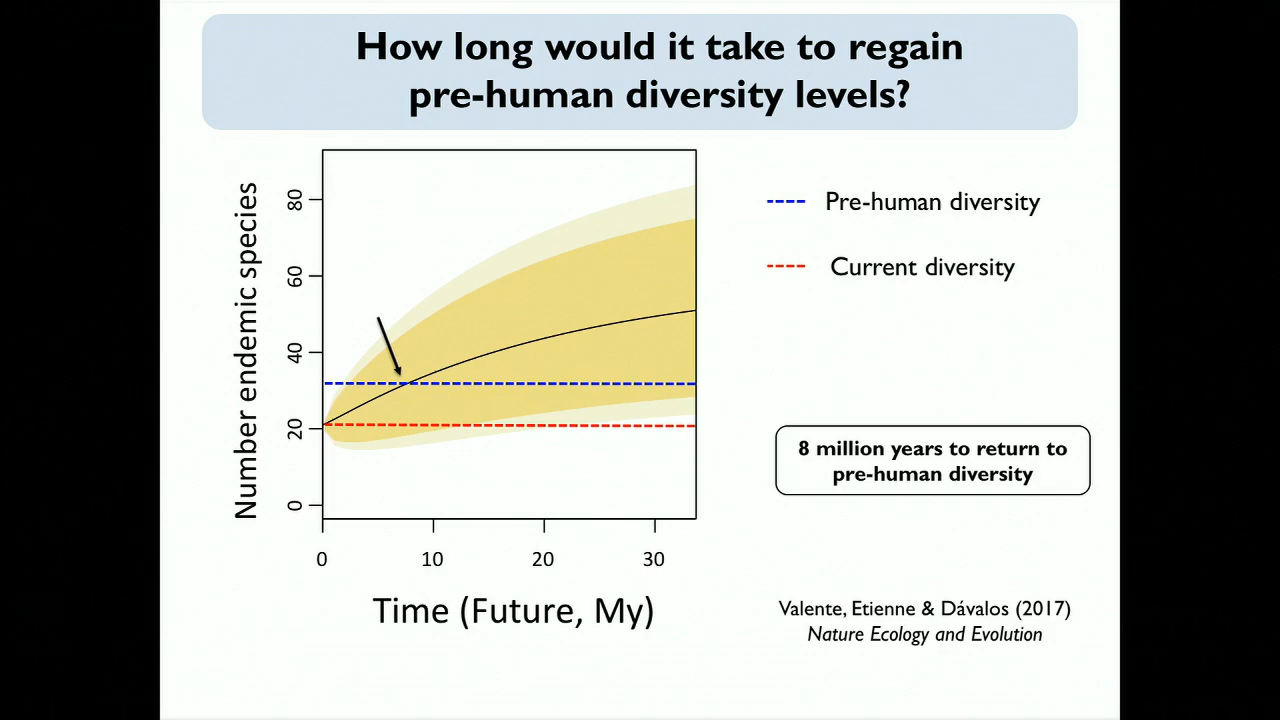 How long would it take to regain
pre-human diversity levels?
Number endemic species
80
60
40
20
0
0 10 20 30
Time (Future, My)
Pre-human diversity
Current diversity
8 million years to return to
pre-human diversity
Valente, Etienne & Dávalos (2017)
Nature Ecology and Evolution